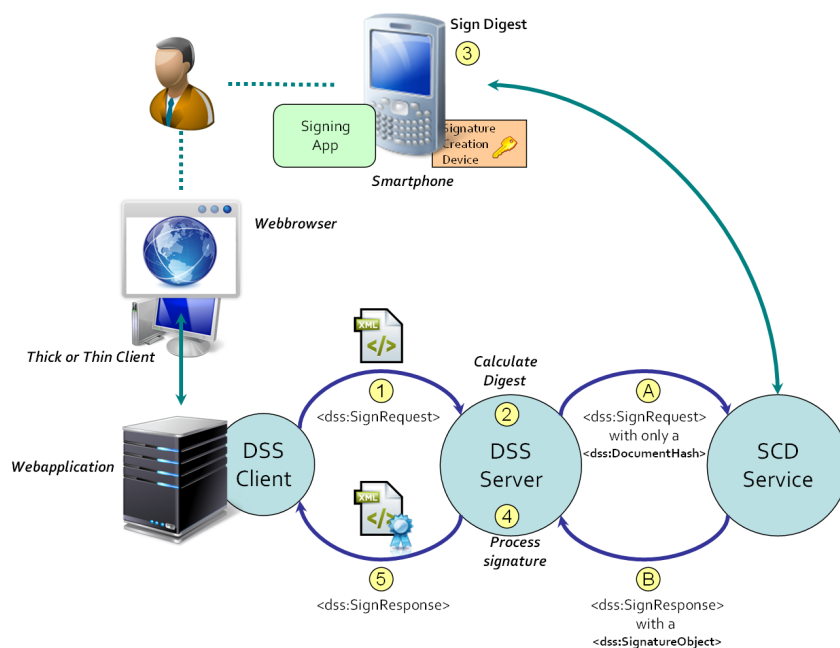 Sign Digest
3
Signing
App
Signature
Creation
Device
Smartphone
Webbrowser
Thick or Thin Client
XML
</>
Calculate
Digest
1
A
<dss:SignRequest>
2
<dss:SignRequest>
with only a
<dss:DocumentHash>
Webapplication
DSS
Client
DSS
Server
SCD
Service
XML
</>
4
Process
signature
5
B
<dss:SignResponse>
<dss:SignResponse>
with a
<dss:SignatureObject>